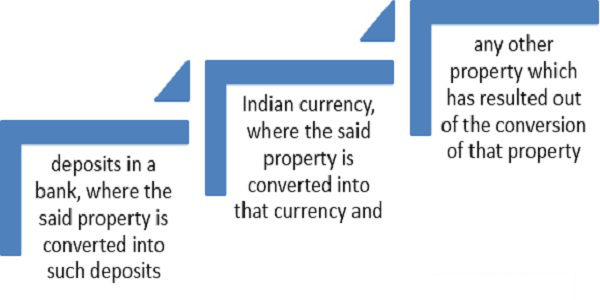 deposits in a
bank, where the
said property is
converted into
such deposits
Indian currency,
where the said
property is
converted into
that currency and
any other
property which
has resulted out
of the conversion
of that property